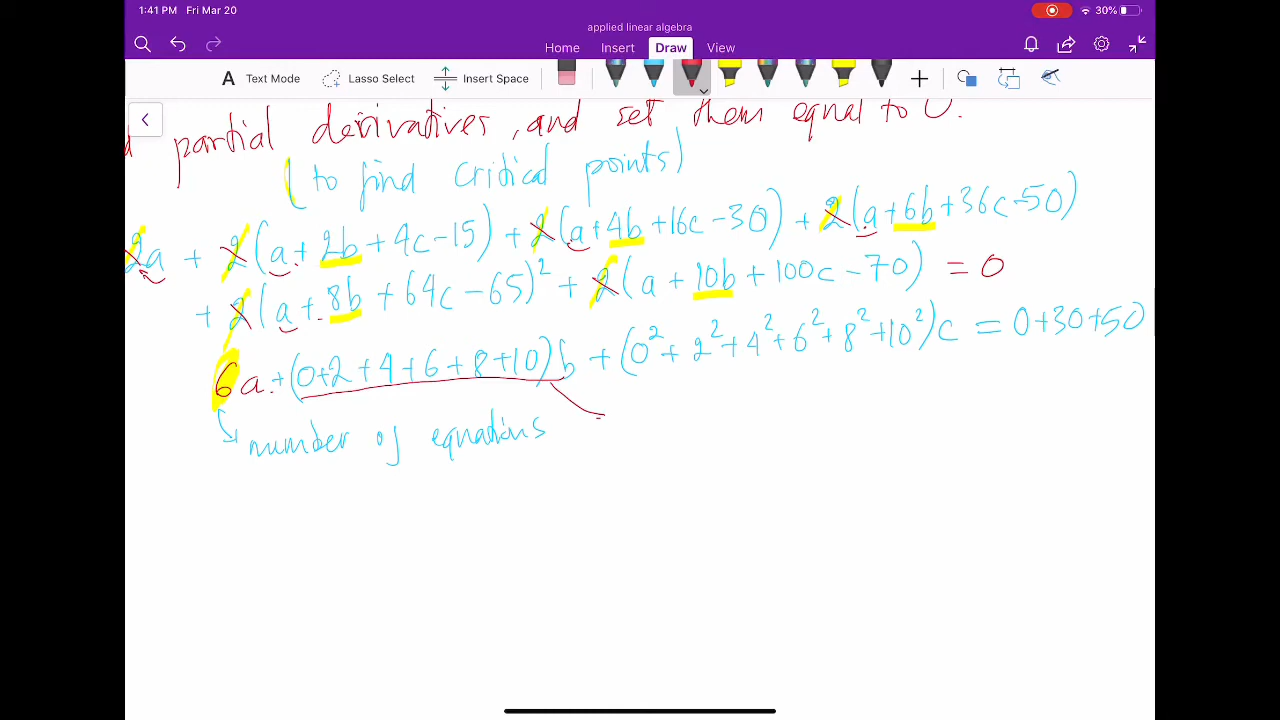 1:41 PM Fri Mar 20
30%
applied linear algebra
Home Insert Draw View
Text Mode Lasso Select Insert Space
partial derivatives, and set them equal to 0.
(to find critical points)
2a + 2(a + 2b + 4c - 15) + 2(a + 4b + 16c - 30) + 2(a + 6b + 36c - 50)
+ 2(a + 8b + 64c - 65)² + 2(a + 10b + 100c - 70) = 0
6a + (0+2+4+6+8+10)b + (0² + 2² + 4² + 6² + 8² + 10²)c = 0+30+50
number of equations